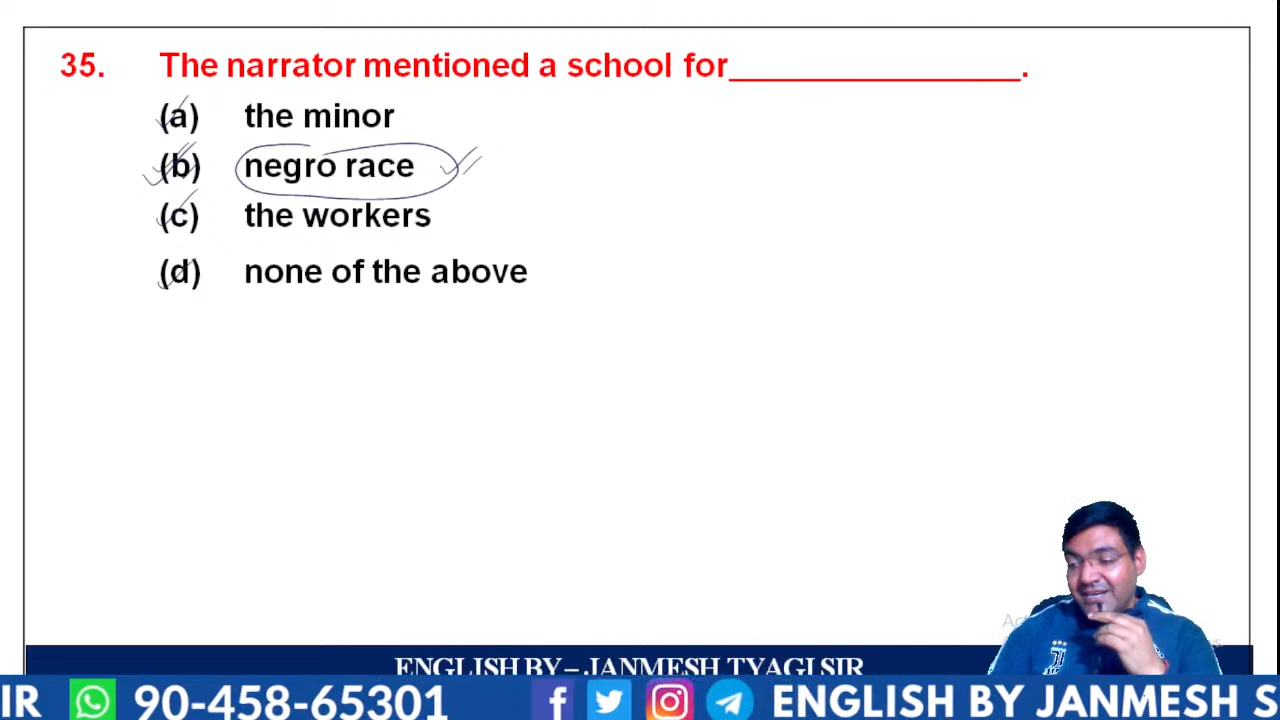 35. The narrator mentioned a school for_______________.
(a) the minor
(b) negro race
(c) the workers
(d) none of the above
ENGLISH BY – JANMESH TYAGI SIR
IR 90-458-65301 ENGLISH BY JANMESH S